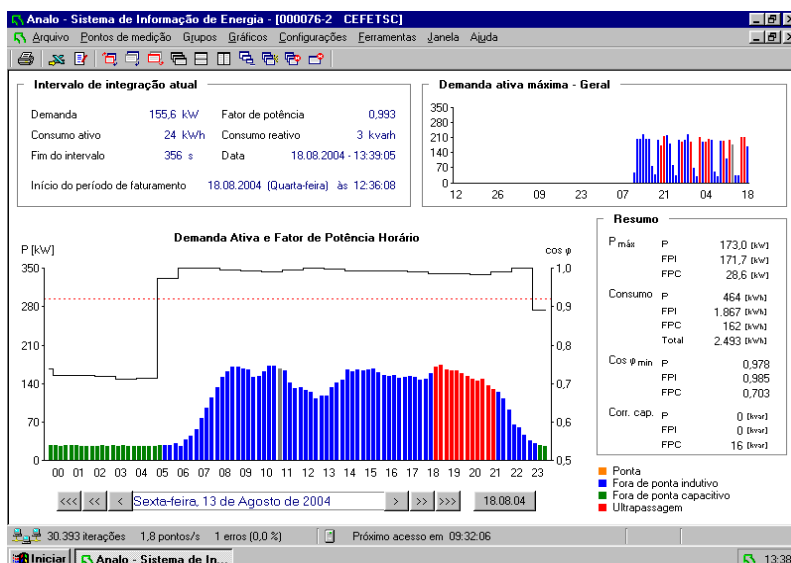 Analo - Sistema de Informação de Energia - [000076-2 CEFETSC]
Arquivo Pontos de medição Grupos Gráficos Configurações Ferramentas Janela Ajuda
Intervalo de integração atual
Demanda 155,6 kW Fator de potência 0,993
Consumo ativo 24 kWh Consumo reativo 3 kvarh
Fim do intervalo 356 s Data 18.08.2004 - 13:39:05
Início do período de faturamento 18.08.2004 (Quarta-feira) às 12:36:08
Demanda ativa máxima - Geral
350
280
210
140
70
0
12 26 09 23 07 21 04 18
Demanda Ativa e Fator de Potência Horário
P [kW] cos φ
350 1,0
280 0,9
210 0,8
140 0,7
70 0,6
0 0,5
00 01 02 03 04 05 06 07 08 09 10 11 12 13 14 15 16 17 18 19 20 21 22 23
<<< << < Sexta-feira, 13 de Agosto de 2004 > >> >>> 18.08.04
Resumo
P máx P 173,0 [kW]
FPI 171,7 [kW]
FPC 28,6 [kW]
Consumo P 464 [kWh]
FPI 1.867 [kWh]
FPC 162 [kWh]
Total 2.493 [kWh]
Cos φ min P 0,978
FPI 0,985
FPC 0,703
Corr. cap. P 0 [kvar]
FPI 0 [kvar]
FPC 16 [kvar]
Ponta
Fora de ponta indutivo
Fora de ponta capacitivo
Ultrapassagem
30.393 iterações 1,8 pontos/s 1 erros (0,0 %) Próximo acesso em 09:32:06
Iniciar Analo - Sistema de In... 13:38